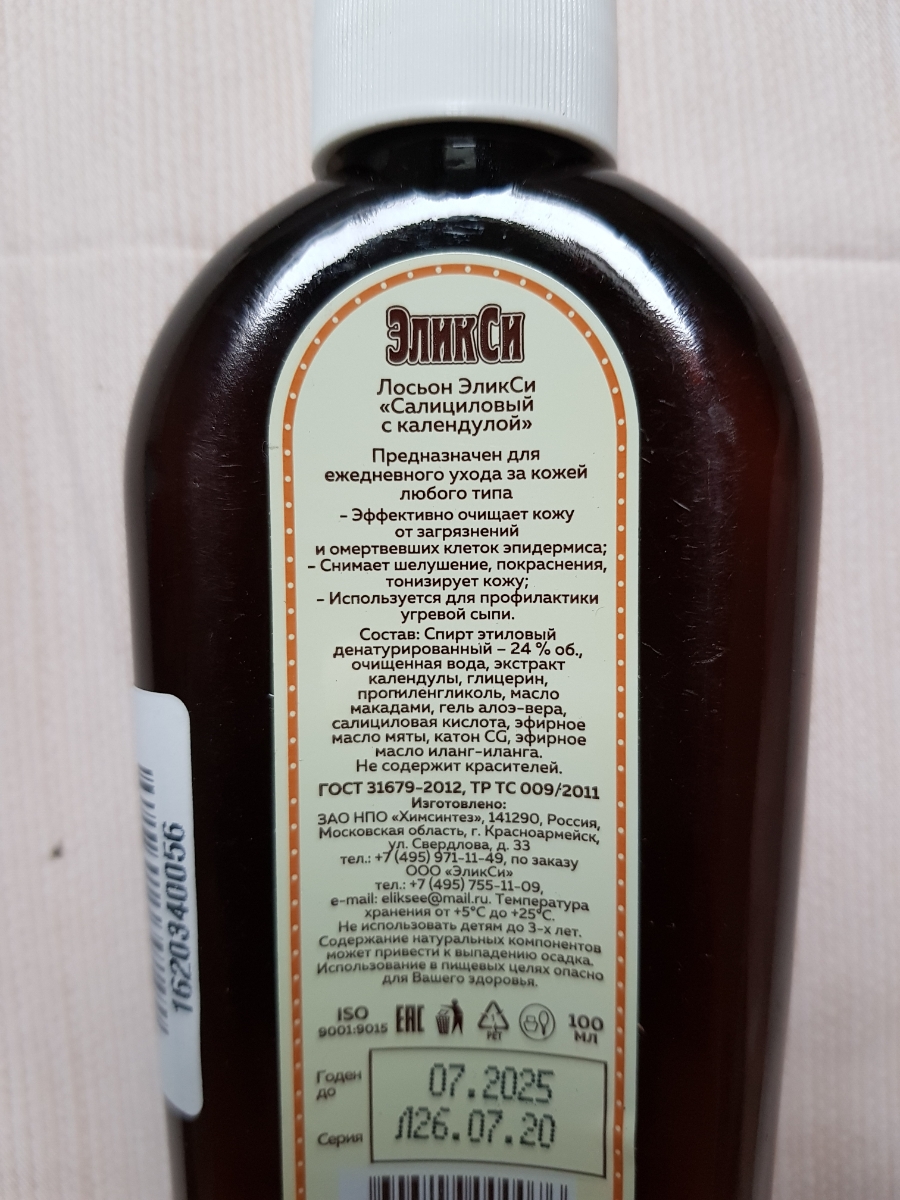 ЭликСи
Лосьон ЭликСи
«Салициловый
с календулой»
Предназначен для
ежедневного ухода за кожей
любого типа
– Эффективно очищает кожу
от загрязнений
и омертвевших клеток эпидермиса;
– Снимает шелушение, покраснения,
тонизирует кожу;
– Используется для профилактики
угревой сыпи.
Состав: Спирт этиловый
денатурированный – 24 % об.,
очищенная вода, экстракт
календулы, глицерин,
пропиленгликоль, масло
макадами, гель алоэ-вера,
салициловая кислота, эфирное
масло мяты, катон CG, эфирное
масло иланг-иланга.
Не содержит красителей.
ГОСТ 31679-2012, ТР ТС 009/2011
Изготовлено:
ЗАО НПО «Химсинтез», 141290, Россия,
Московская область, г. Красноармейск,
ул. Свердлова, д. 33
тел.: +7 (495) 971-11-49, по заказу
ООО «ЭликСи»
тел.: +7 (495) 755-11-09,
e-mail: eliksee@mail.ru. Температура
хранения от +5°С до +25°С.
Не использовать детям до 3-х лет.
Содержание натуральных компонентов
может привести к выпадению осадка.
Использование в пищевых целях опасно
для Вашего здоровья.
ISO
9001:9015
ЕАС
PET
100
МЛ
Годен
до
07.2025
Серия
Л26.07.20
1620340056